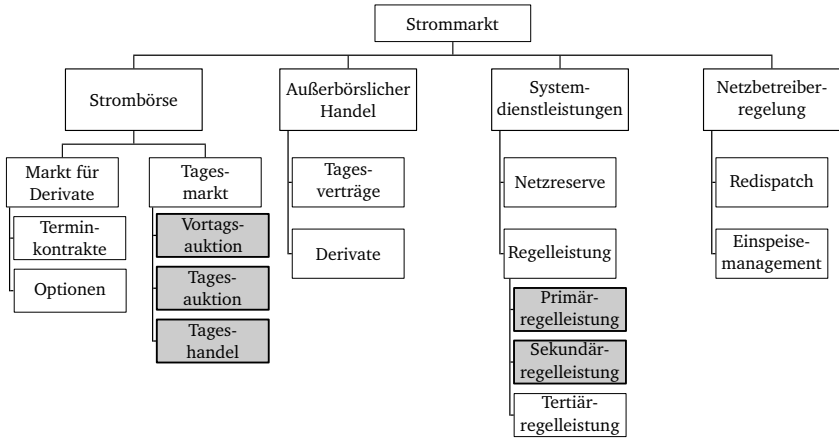 Strommarkt
Strombörse
Außerbörslicher
Handel
System-
dienstleistungen
Netzbetreiber-
regelung
Markt für
Derivate
Termin-
kontrakte
Optionen
Tages-
markt
Vortags-
auktion
Tages-
auktion
Tages-
handel
Tages-
verträge
Derivate
Netzreserve
Regelleistung
Primär-
regelleistung
Sekundär-
regelleistung
Tertiär-
regelleistung
Redispatch
Einspeise-
management